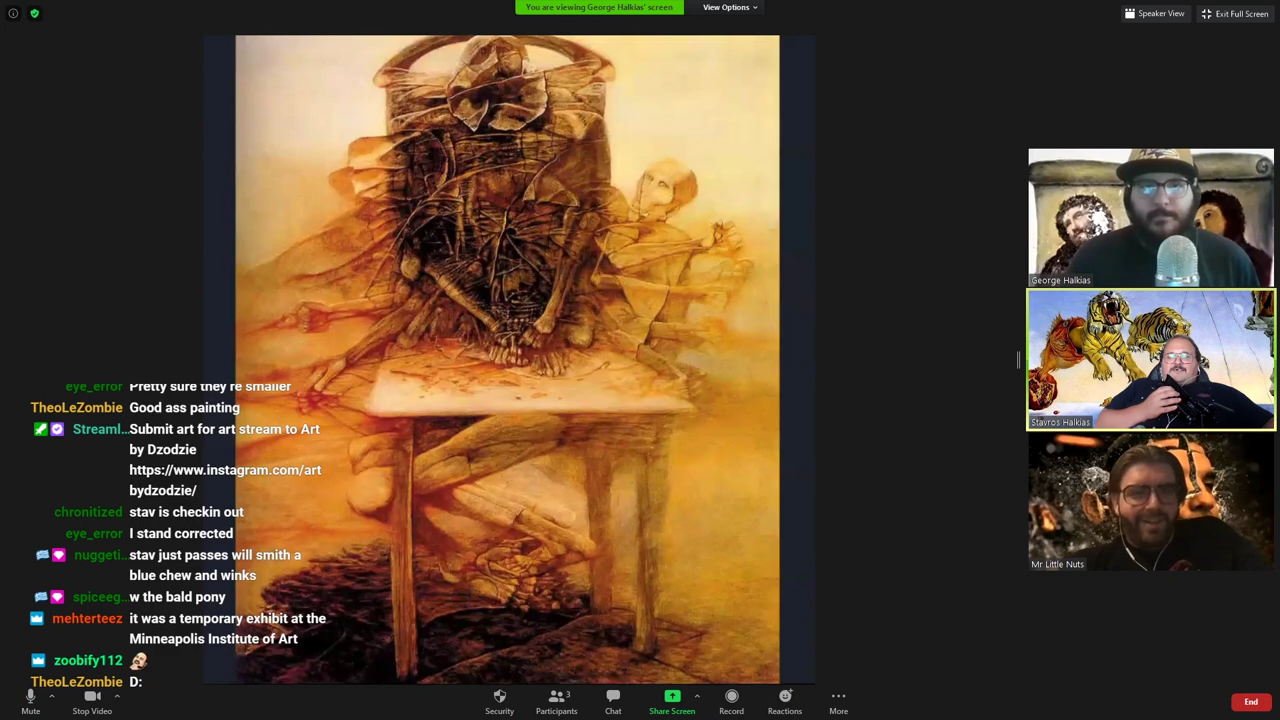 You are viewing George Halkias' screen
View Options
Speaker View
Exit Full Screen
George Halkias
Stavros Halkias
Mr Little Nuts
eye_error Pretty sure they're smaller
TheoLeZombie Good ass painting
Streaml... Submit art for art stream to Art
by Dzodzie
https://www.instagram.com/art
bydzodzie/
chronitized stav is checkin out
eye_error I stand corrected
nuggeti... stav just passes will smith a
blue chew and winks
spiceeg... w the bald pony
mehterteez it was a temporary exhibit at the
Minneapolis Institute of Art
zoobify112
TheoLeZombie D:
Mute
Stop Video
Security
Participants
3
Chat
Share Screen
Record
Reactions
More
End